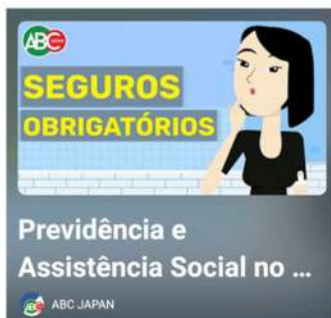 ABC
SEGUROS
OBRIGATÓRIOS
Previdência e
Assistência Social no ...
ABC JAPAN